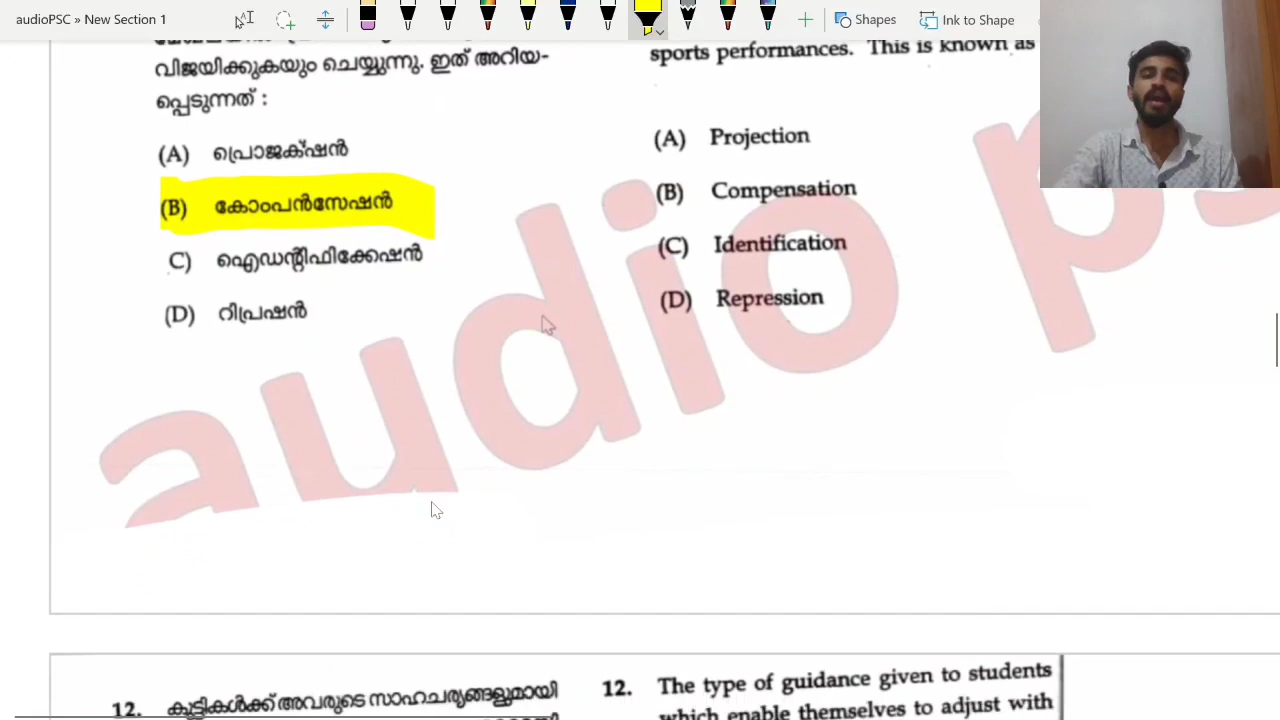 audioPSC » New Section 1
Shapes
Ink to Shape
വിജയിക്കുകയും ചെയ്യുന്നു. ഇത് അറിയ-
പ്പെടുന്നത് :
(A) പ്രൊജക്ഷൻ
(B) കോംപൻസേഷൻ
C) ഐഡന്റിഫിക്കേഷൻ
(D) റിപ്രഷൻ
sports performances. This is known as
(A) Projection
(B) Compensation
(C) Identification
(D) Repression
audio ps
12. കുട്ടികൾക്ക് അവരുടെ സാഹചര്യങ്ങളുമായി
12. The type of guidance given to students
which enable themselves to adjust with